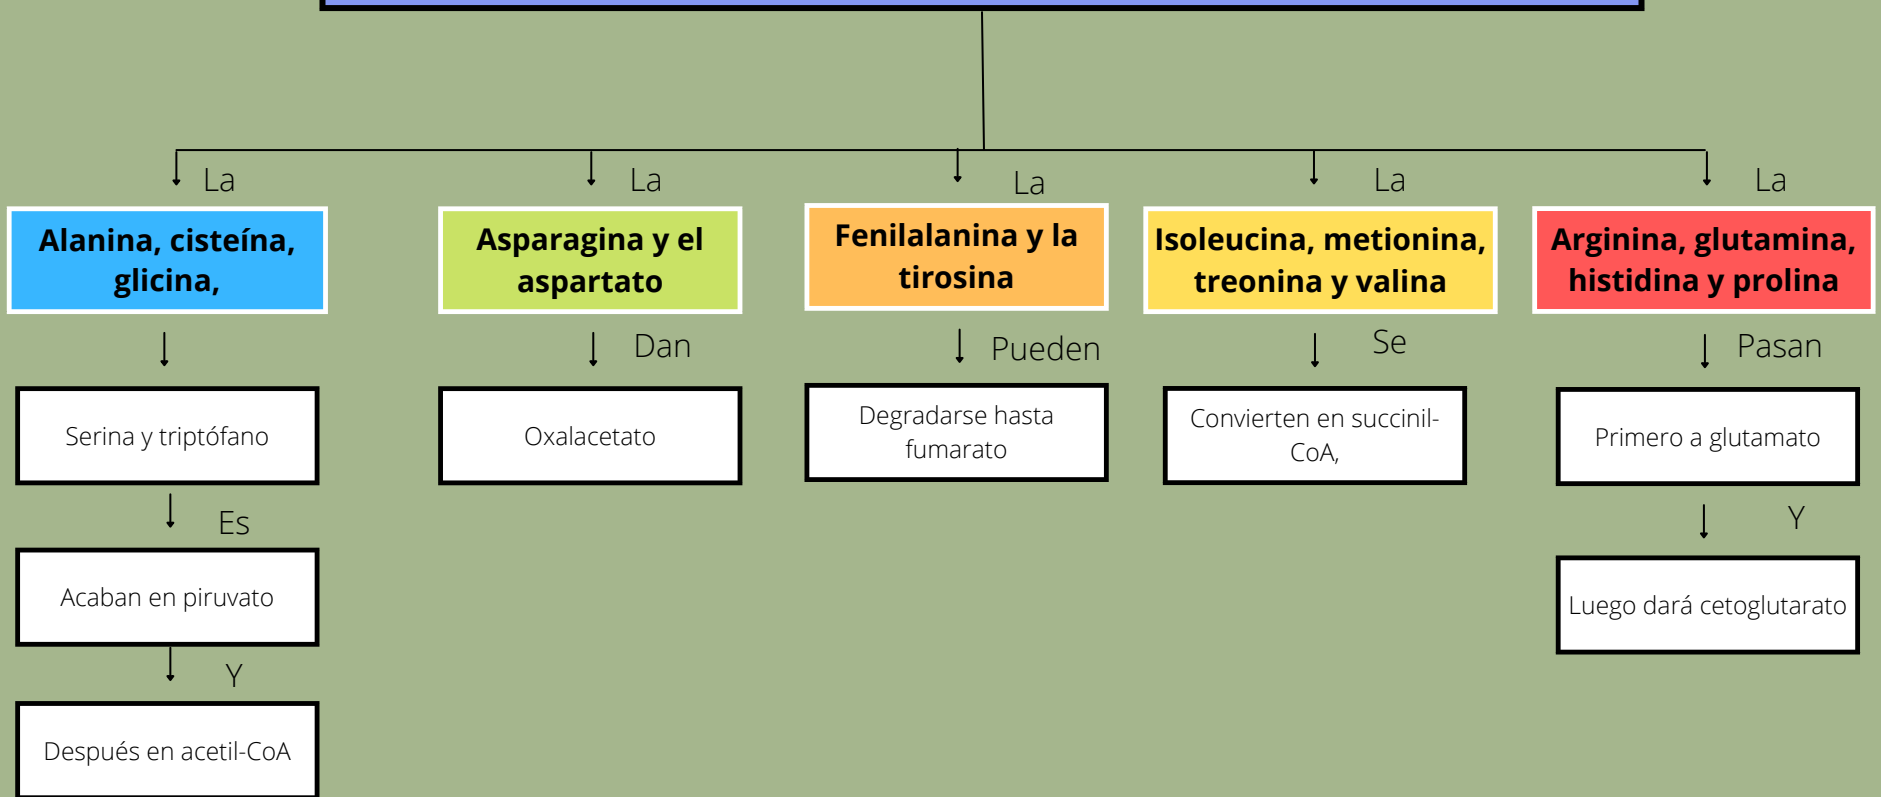 La
Alanina, cisteína,
glicina,
Serina y triptófano
Es
Acaban en piruvato
Y
Después en acetil-CoA
La
Asparagina y el
aspartato
Dan
Oxalacetato
La
Fenilalanina y la
tirosina
Pueden
Degradarse hasta
fumarato
La
Isoleucina, metionina,
treonina y valina
Se
Convierten en succinil-
CoA,
La
Arginina, glutamina,
histidina y prolina
Pasan
Primero a glutamato
Y
Luego dará cetoglutarato